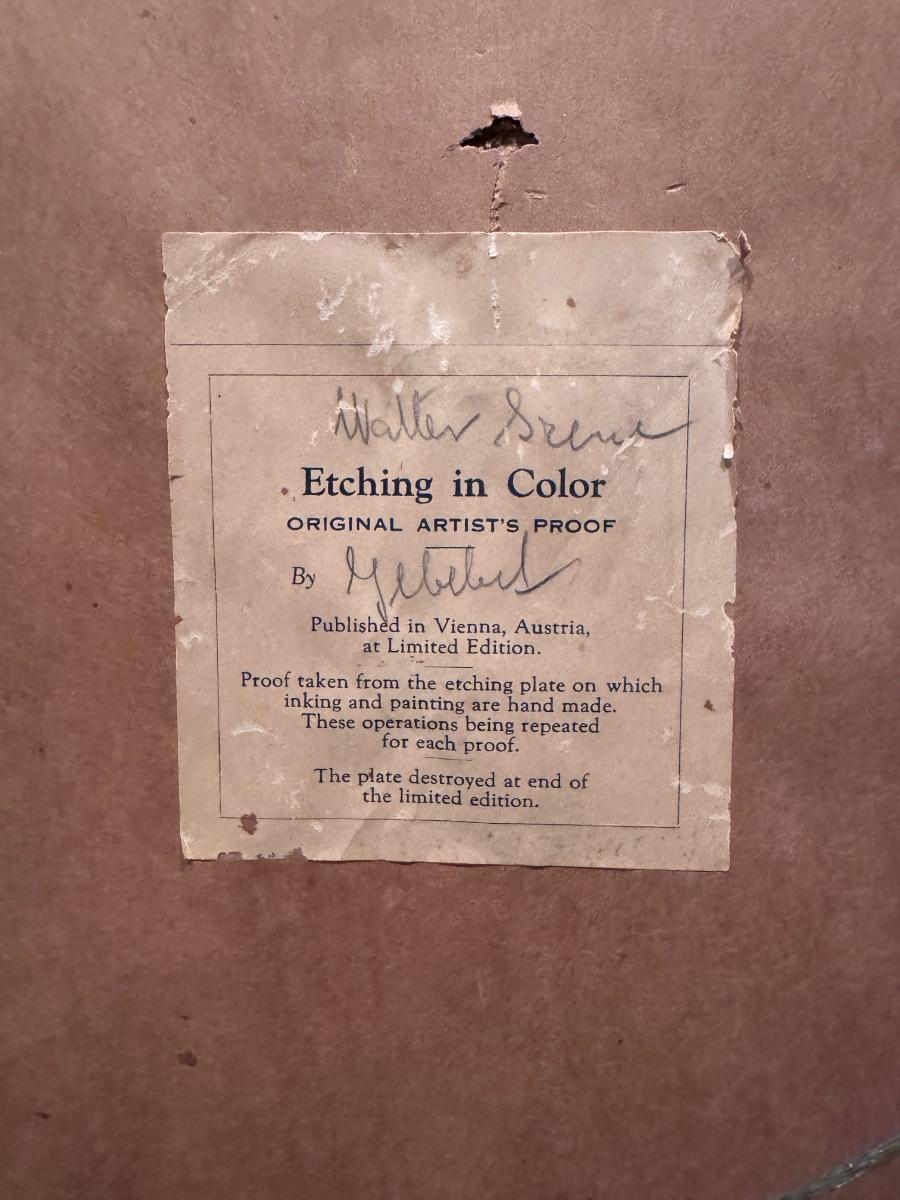 Walter
Etching in Color
ORIGINAL ARTIST'S PROOF
By
Published in Vienna, Austria,
at Limited Edition.
Proof taken from the etching plate on which
inking and painting are hand made.
These operations being repeated
for each proof.
The plate destroyed at end of
the limited edition.